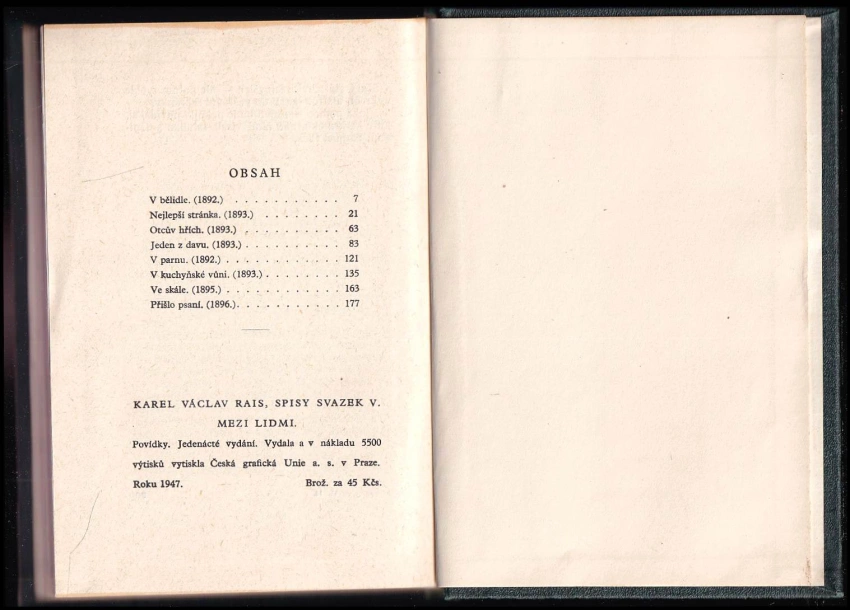 OBSAH
V bělidle. (1892.) . . . . . . . . . . . 7
Nejlepší stránka. (1893.) . . . . . . . . 21
Otcův hřích. (1893.) . . . . . . . . . . 63
Jeden z davu. (1893.) . . . . . . . . . . 83
V parnu. (1892.) . . . . . . . . . . . . 121
V kuchyňské vůni. (1893.) . . . . . . . . 135
Ve skále. (1895.) . . . . . . . . . . . . 163
Přišlo psaní. (1896.) . . . . . . . . . . . 177
KAREL VÁCLAV RAIS, SPISY SVAZEK V.
MEZI LIDMI.
Povídky. Jedenácté vydání. Vydala a v nákladu 5500
výtisků vytiskla Česká grafická Unie a. s. v Praze.
Roku 1947. Brož. za 45 Kčs.